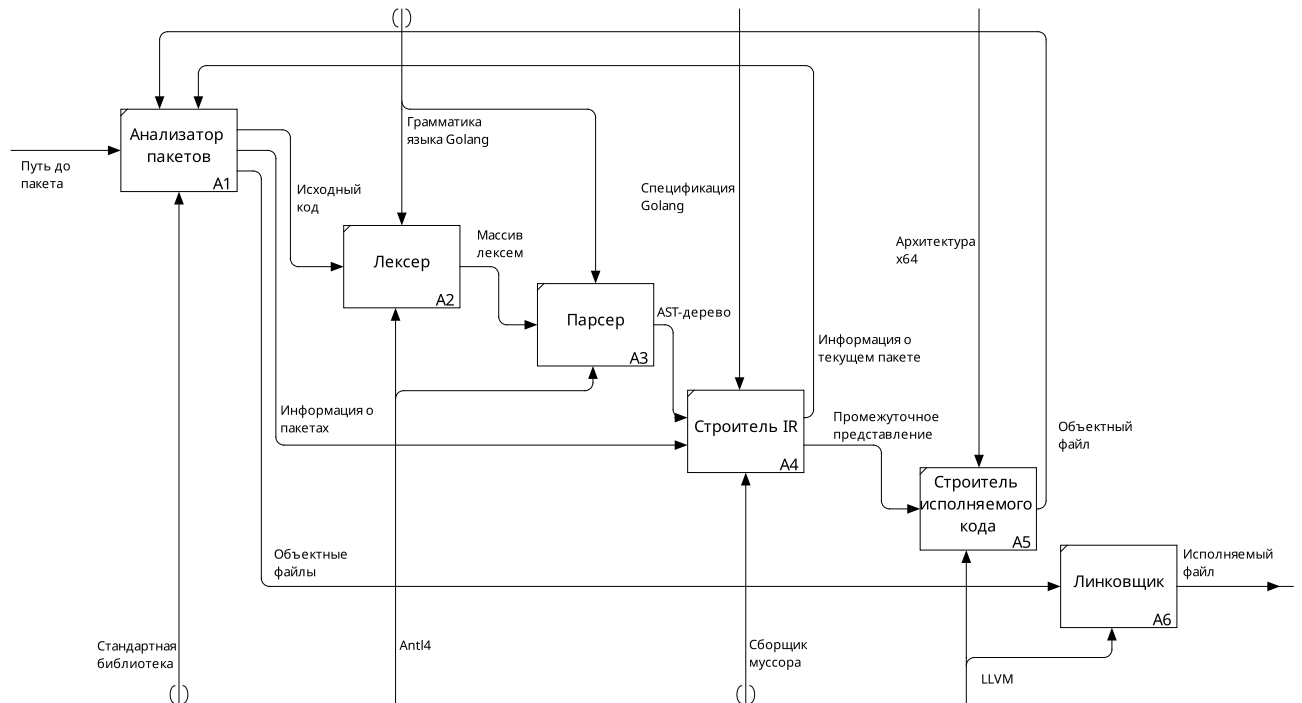 Анализатор
пакетов
A1
Путь до
пакета
Грамматика
языка Golang
Исходный
код
Спецификация
Golang
Массив
лексем
Архитектура
x64
Лексер
A2
Парсер
A3
AST-дерево
Информация о
текущем пакете
Информация о
пакетах
Строитель IR
A4
Промежуточное
представление
Объектный
файл
Строитель
исполняемого
кода
A5
Объектные
файлы
Линковщик
A6
Исполняемый
файл
Стандартная
библиотека
Antl4
Сборщик
муссора
LLVM